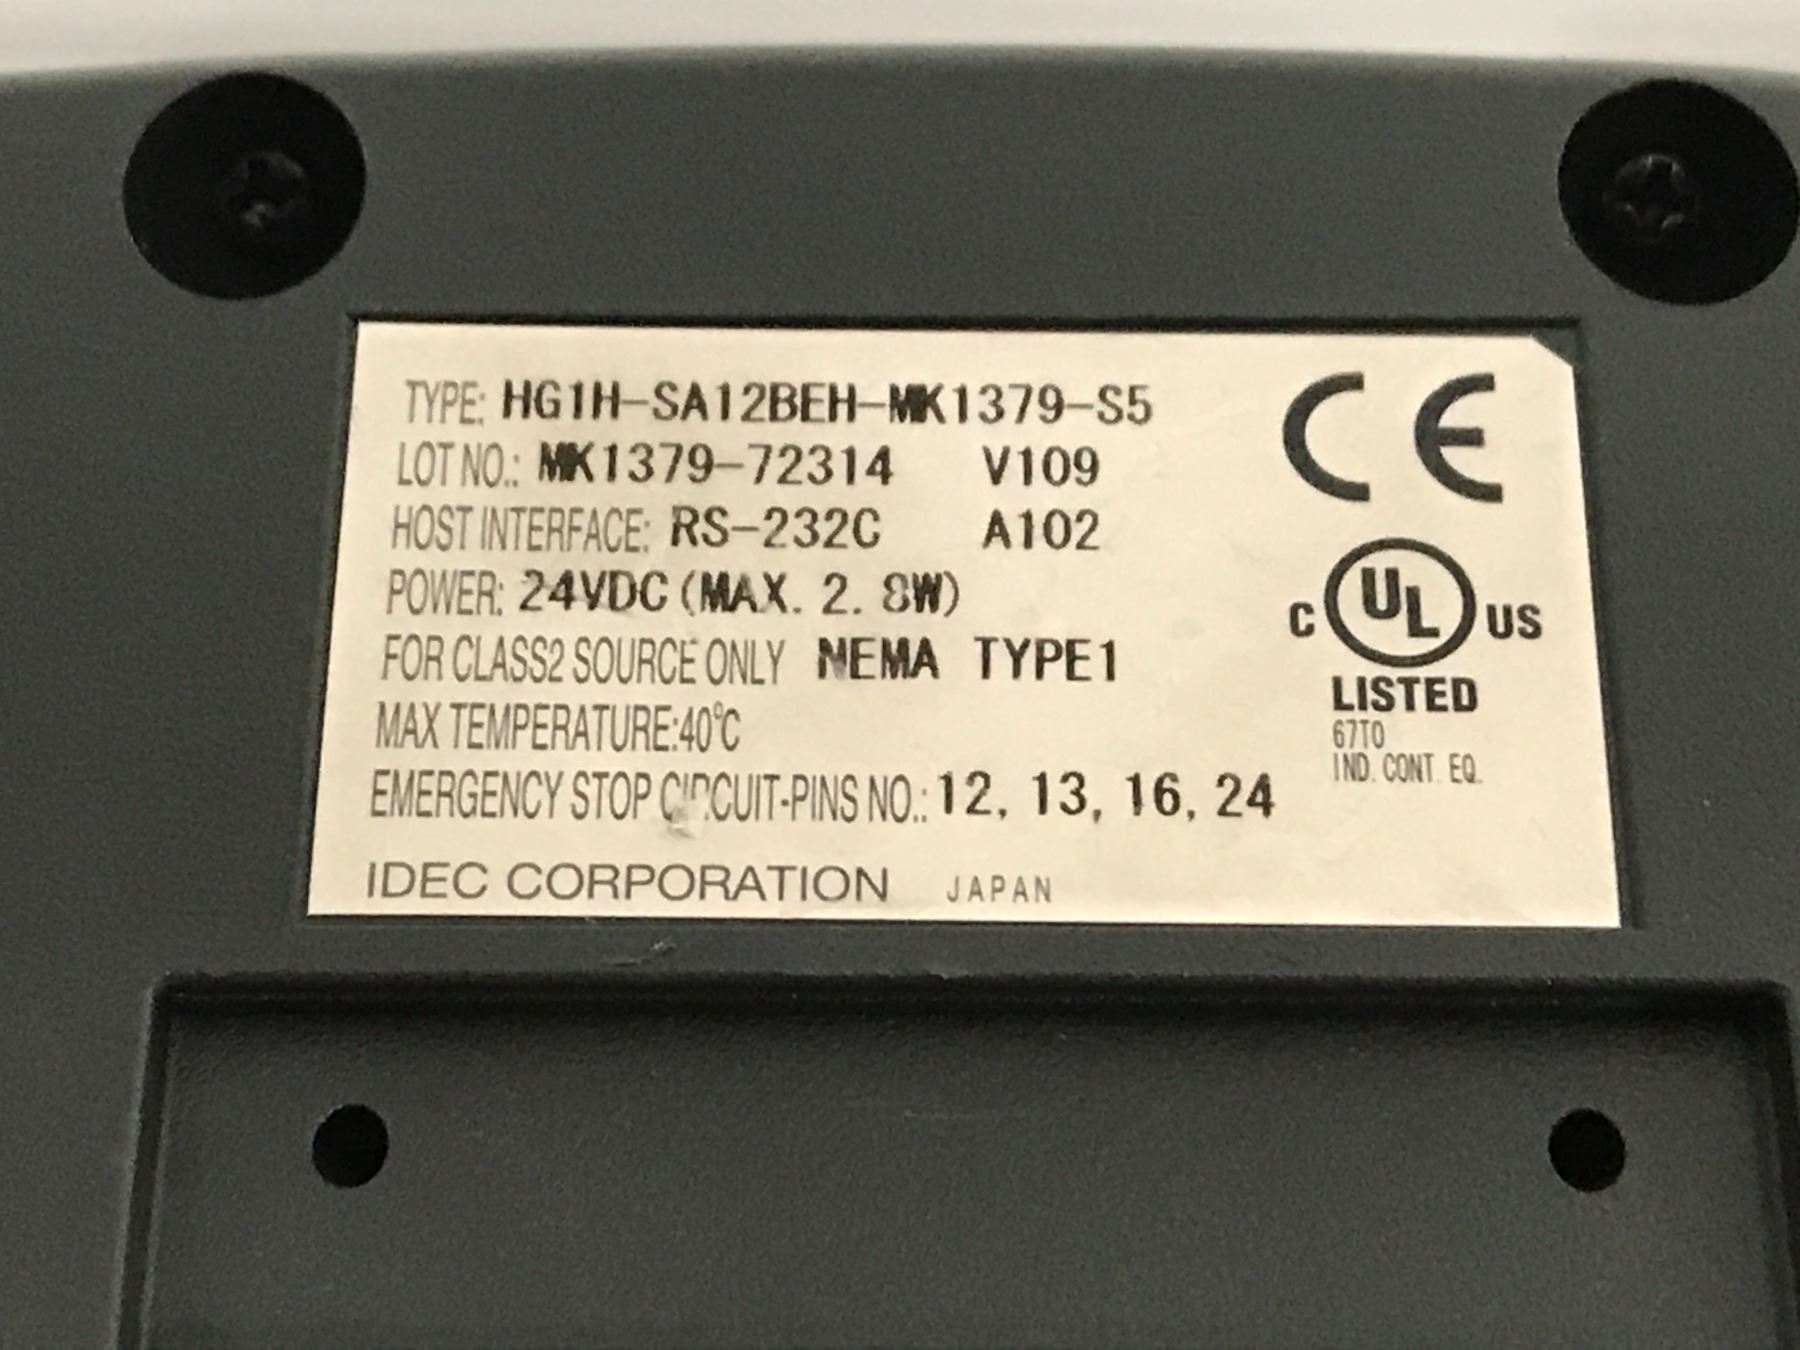 TYPE: HG1H-SA12BEH-MK1379-S5
LOT NO.: MK1379-72314 V109
HOST INTERFACE: RS-232C A102
POWER: 24VDC (MAX. 2. 8W)
FOR CLASS2 SOURCE ONLY NEMA TYPE1
MAX TEMPERATURE:40°C
EMERGENCY STOP CIRCUIT-PINS NO.: 12, 13, 16, 24
IDEC CORPORATION JAPAN
CE
C UL US
LISTED
67T0
IND. CONT. EQ.